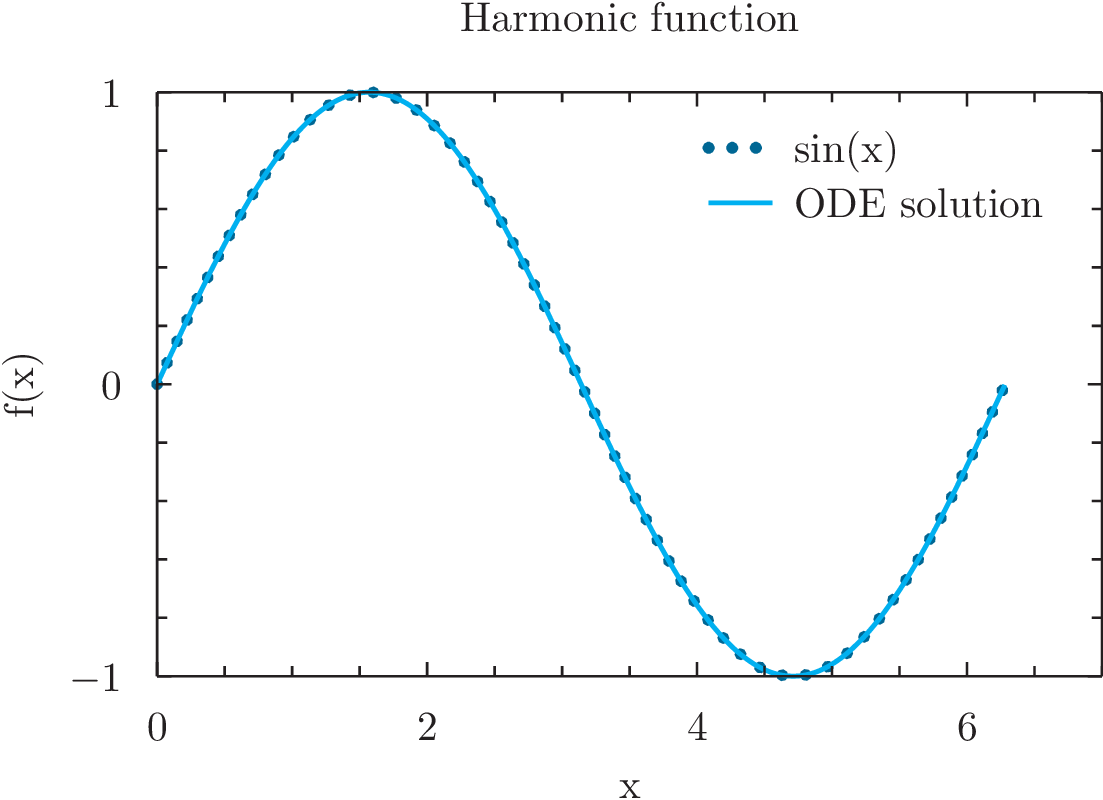 Harmonic function
1
sin(x)
ODE solution
f(x)
0
−1
0 2 4 6
x